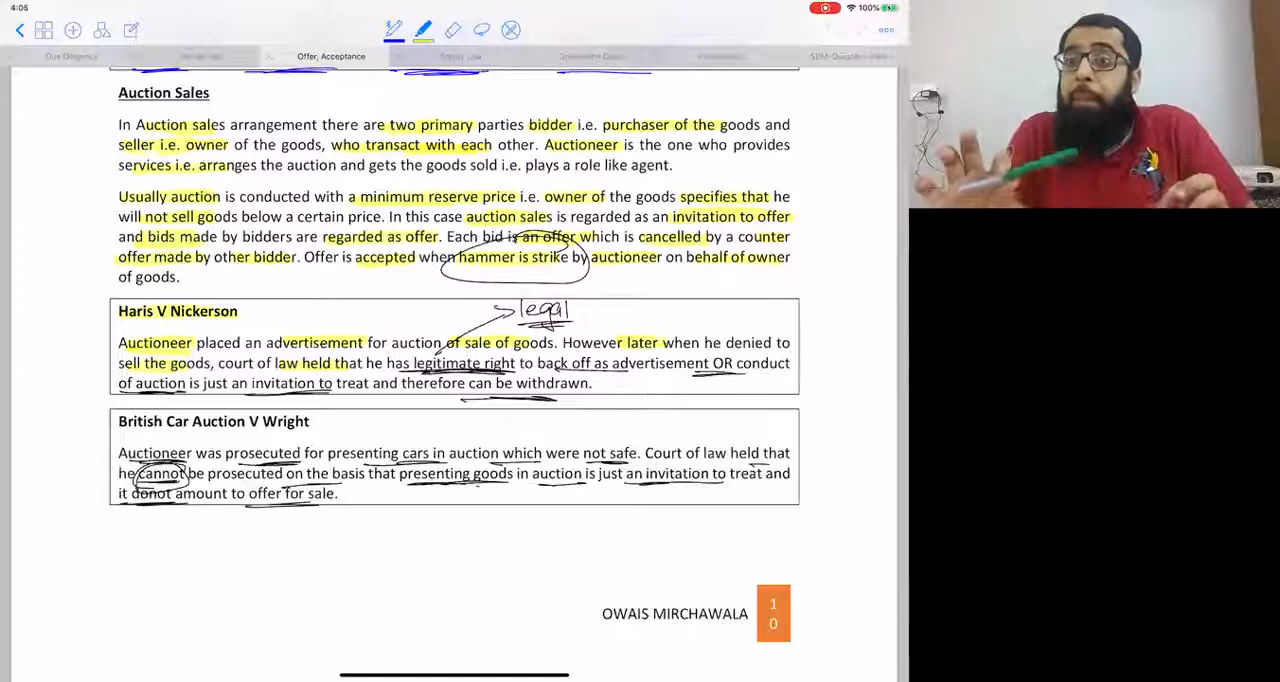 4:05
100%
Offer, Acceptance
Auction Sales
In Auction sales arrangement there are two primary parties bidder i.e. purchaser of the goods and
seller i.e. owner of the goods, who transact with each other. Auctioneer is the one who provides
services i.e. arranges the auction and gets the goods sold i.e. plays a role like agent.
Usually auction is conducted with a minimum reserve price i.e. owner of the goods specifies that he
will not sell goods below a certain price. In this case auction sales is regarded as an invitation to offer
and bids made by bidders are regarded as offer. Each bid is an offer which is cancelled by a counter
offer made by other bidder. Offer is accepted when hammer is strike by auctioneer on behalf of owner
of goods.
Haris V Nickerson
legal
Auctioneer placed an advertisement for auction of sale of goods. However later when he denied to
sell the goods, court of law held that he has legitimate right to back off as advertisement OR conduct
of auction is just an invitation to treat and therefore can be withdrawn.
British Car Auction V Wright
Auctioneer was prosecuted for presenting cars in auction which were not safe. Court of law held that
he cannot be prosecuted on the basis that presenting goods in auction is just an invitation to treat and
it donot amount to offer for sale.
OWAIS MIRCHAWALA
1
0